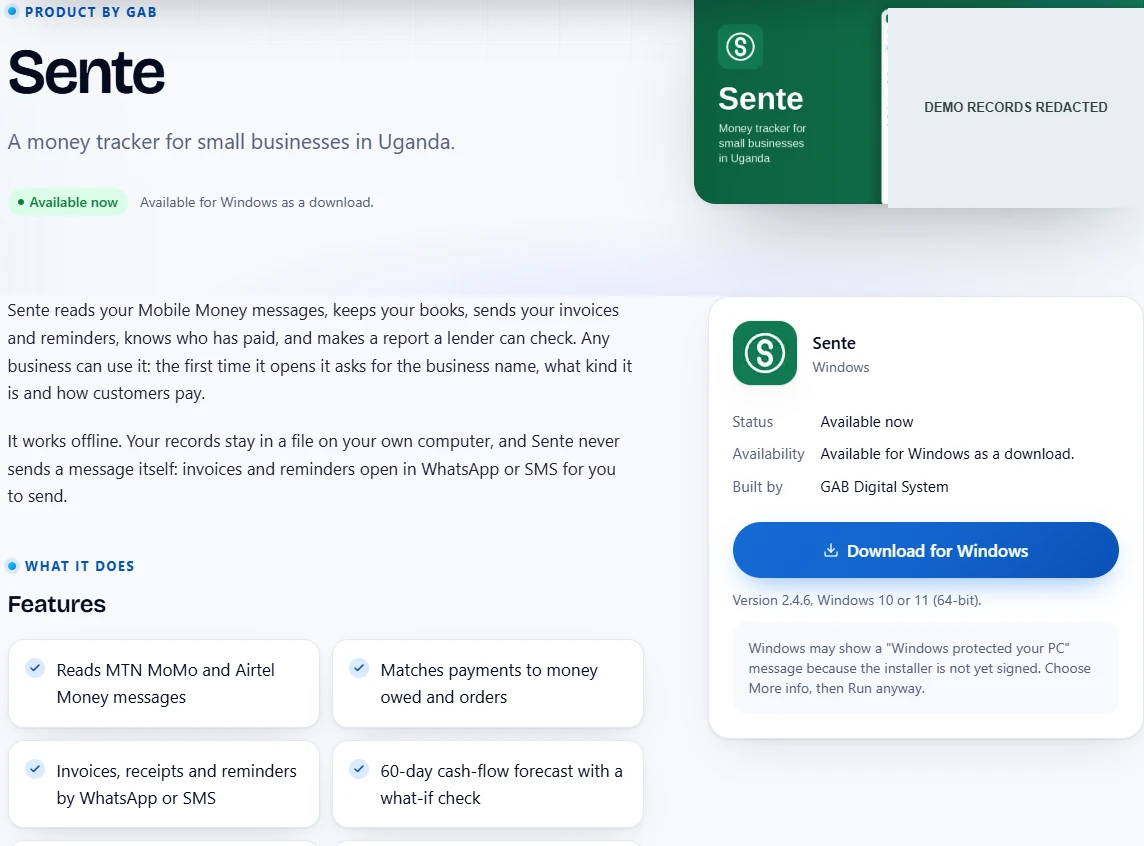 PRODUCT BY GAB
Sente
A money tracker for small businesses in Uganda.
Available now
Available for Windows as a download.
Sente
Money tracker for
small businesses
in Uganda
DEMO RECORDS REDACTED
Sente reads your Mobile Money messages, keeps your books, sends your invoices
and reminders, knows who has paid, and makes a report a lender can check. Any
business can use it: the first time it opens it asks for the business name, what kind it
is and how customers pay.
It works offline. Your records stay in a file on your own computer, and Sente never
sends a message itself: invoices and reminders open in WhatsApp or SMS for you
to send.
WHAT IT DOES
Features
Reads MTN MoMo and Airtel
Money messages
Matches payments to money
owed and orders
Invoices, receipts and reminders
by WhatsApp or SMS
60-day cash-flow forecast with a
what-if check
Sente
Windows
Status
Available now
Availability
Available for Windows as a download.
Built by
GAB Digital System
Download for Windows
Version 2.4.6, Windows 10 or 11 (64-bit).
Windows may show a "Windows protected your PC"
message because the installer is not yet signed. Choose
More info, then Run anyway.